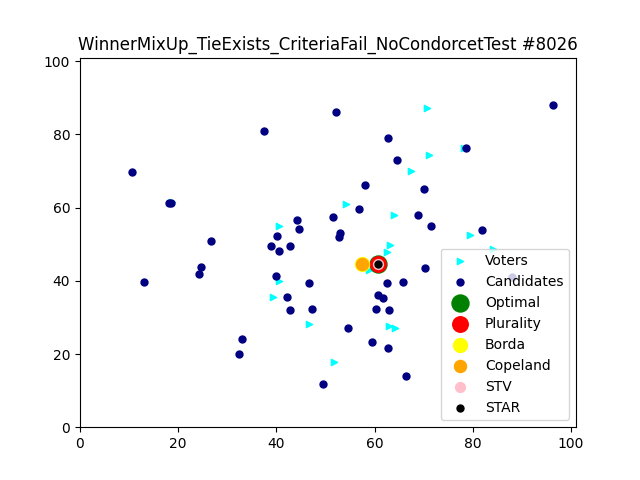 WinnerMixUp_TieExists_CriteriaFail_NoCondorcetTest #8026
100
80
60
40
20
0
0 20 40 60 80 100
Voters
Candidates
Optimal
Plurality
Borda
Copeland
STV
STAR